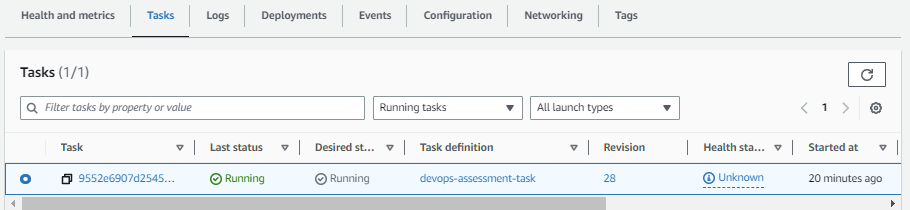 Health and metrics Tasks Logs Deployments Events Configuration Networking Tags
Tasks (1/1)
Filter tasks by property or value Running tasks All launch types 1
Task Last status Desired st... Task definition Revision Health sta... Started at
9552e6907d2545... Running Running devops-assessment-task 28 Unknown 20 minutes ago